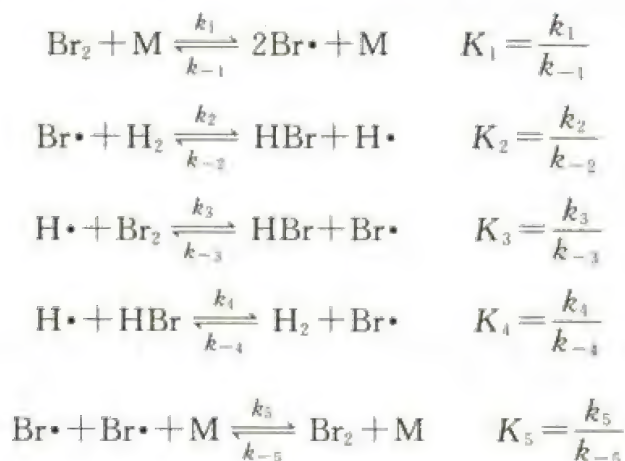 Br₂+M ⇌ 2Br•+M k₁ k₋₁ K₁=k₁/k₋₁
Br•+H₂ ⇌ HBr+H• k₂ k₋₂ K₂=k₂/k₋₂
H•+Br₂ ⇌ HBr+Br• k₃ k₋₃ K₃=k₃/k₋₃
H•+HBr ⇌ H₂+Br• k₄ k₋₄ K₄=k₄/k₋₄
Br•+Br•+M ⇌ Br₂+M k₅ k₋₅ K₅=k₅/k₋₅